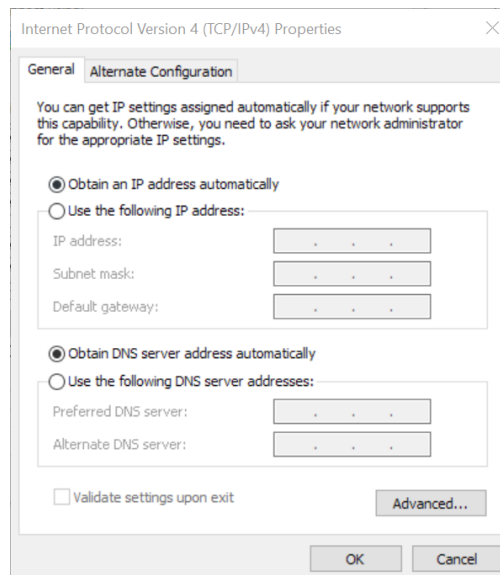 Internet Protocol Version 4 (TCP/IPv4) Properties
General
Alternate Configuration
You can get IP settings assigned automatically if your network supports
this capability. Otherwise, you need to ask your network administrator
for the appropriate IP settings.
Obtain an IP address automatically
Use the following IP address:
IP address:
Subnet mask:
Default gateway:
Obtain DNS server address automatically
Use the following DNS server addresses:
Preferred DNS server:
Alternate DNS server:
Validate settings upon exit
Advanced...
OK
Cancel